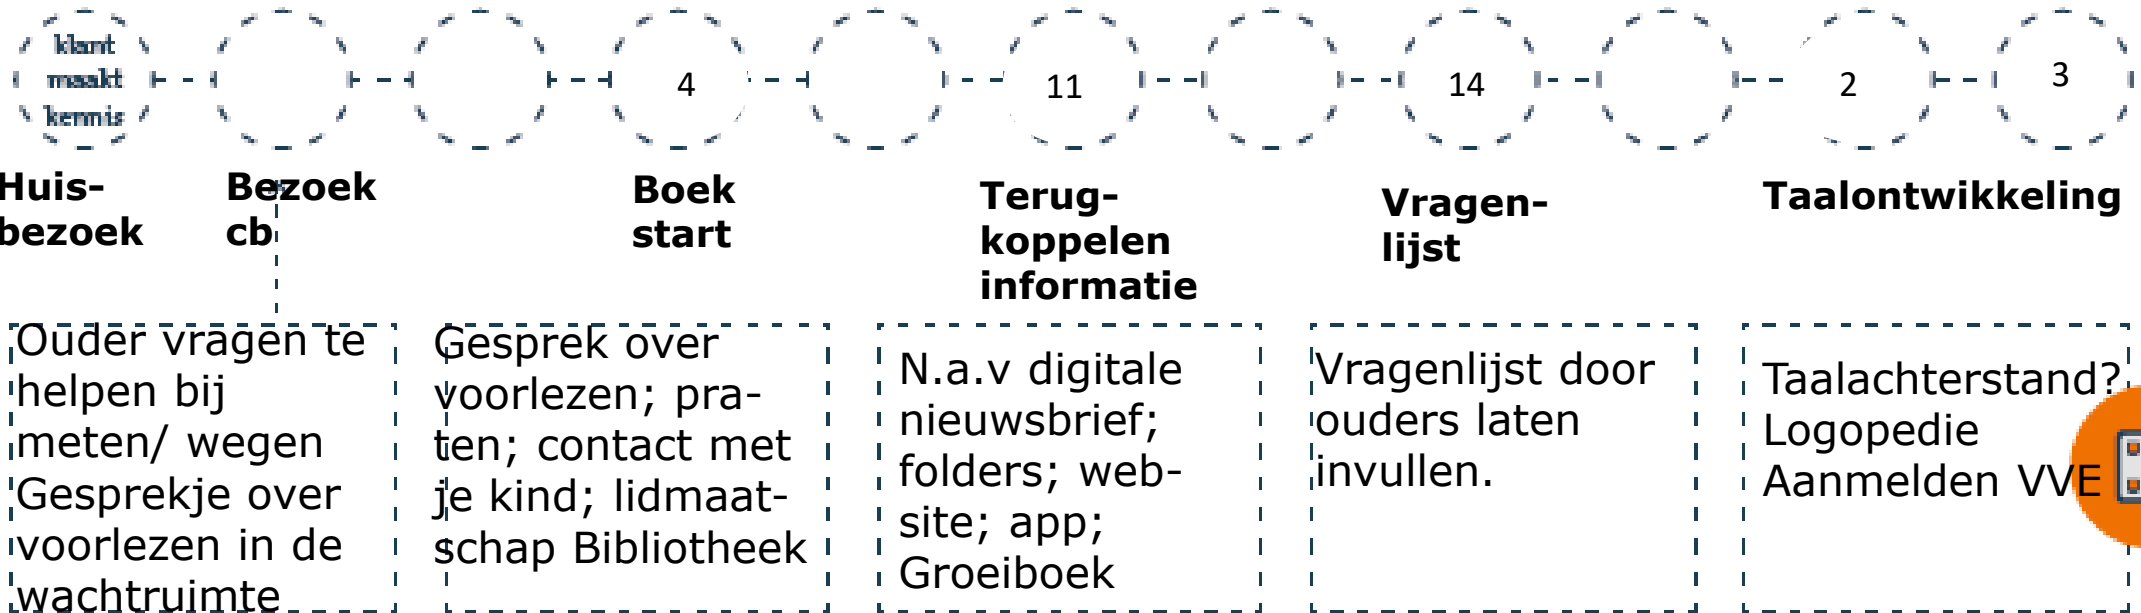 klant
maakt
kennis
4
11
14
2
3
Huis-
bezoek
Bezoek
cb
Boek
start
Terug-
koppelen
informatie
Vragen-
lijst
Taalontwikkeling
Ouder vragen te
helpen bij
meten/ wegen
Gesprekje over
voorlezen in de
wachtruimte
Gesprek over
voorlezen; pra-
ten; contact met
je kind; lidmaat-
schap Bibliotheek
N.a.v digitale
nieuwsbrief;
folders; web-
site; app;
Groeiboek
Vragenlijst door
ouders laten
invullen.
Taalachterstand?
Logopedie
Aanmelden VVE